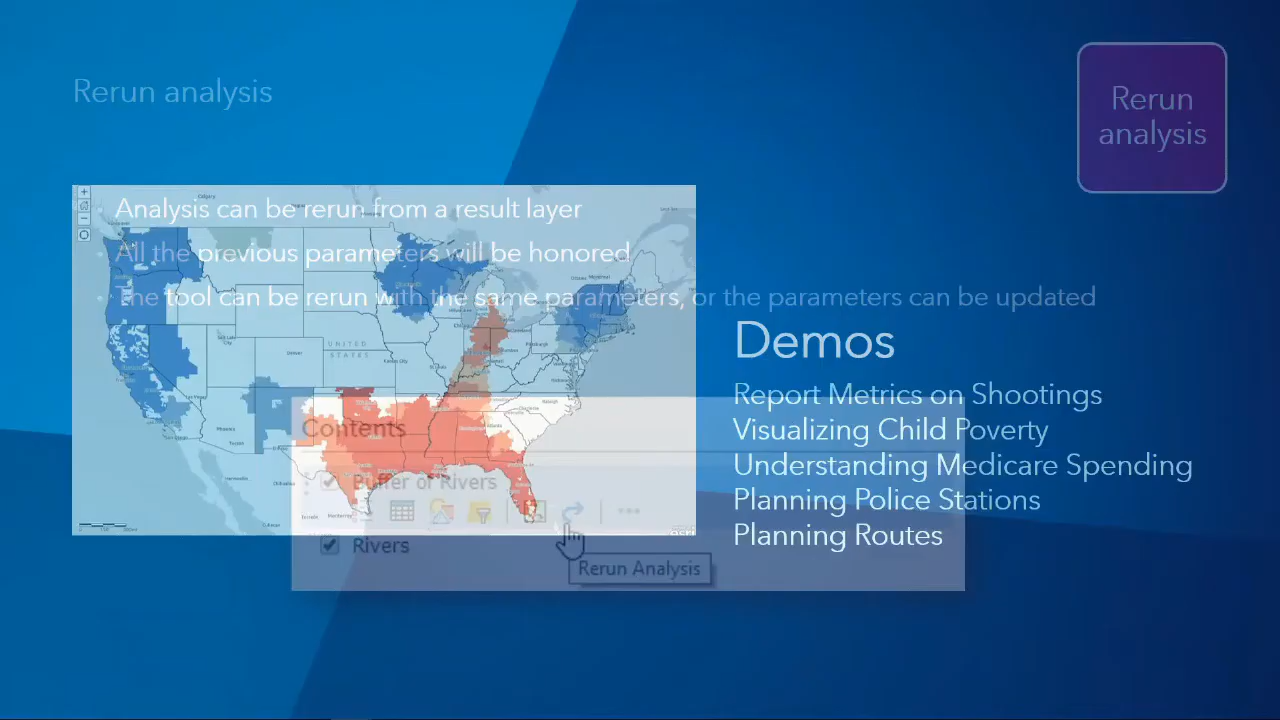 Rerun analysis
Rerun
analysis
Analysis can be rerun from a result layer
All the previous parameters will be honored
The tool can be rerun with the same parameters, or the parameters can be updated
UNITED
STATES
Demos
Report Metrics on Shootings
Visualizing Child Poverty
Understanding Medicare Spending
Planning Police Stations
Planning Routes
Contents
Buffer of Rivers
Rivers
Rerun Analysis